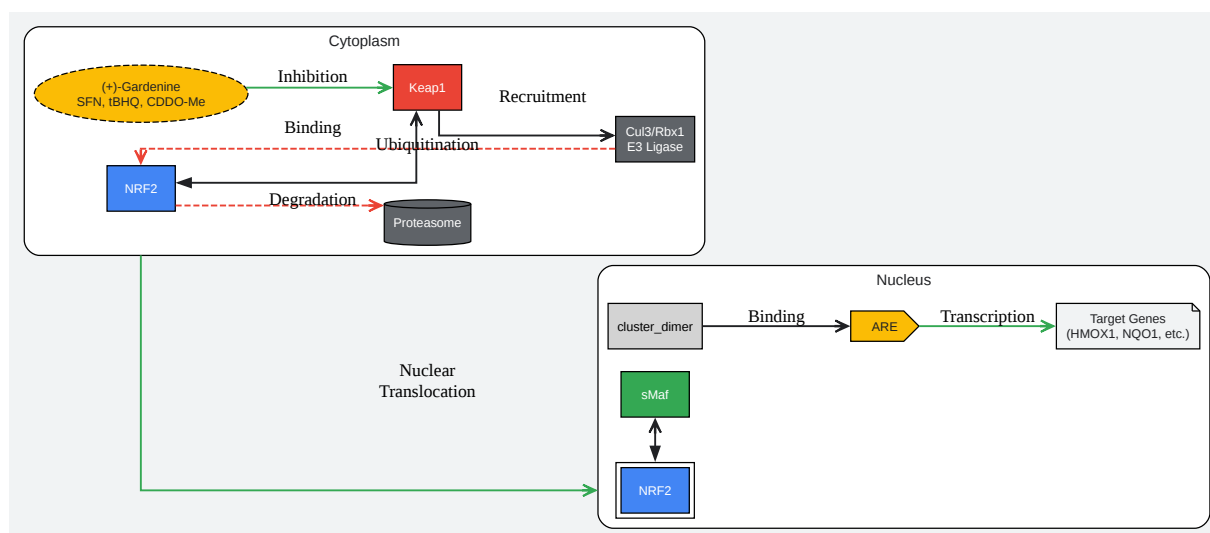 Cytoplasm
(+)-Gardenine
SFN, tBHQ, CDDO-Me
Inhibition
Keap1
Recruitment
Cul3/Rbx1
E3 Ligase
Binding
Ubiquitination
NRF2
Degradation
Proteasome
Nucleus
cluster_dimer
Binding
ARE
Transcription
Target Genes
(HMOX1, NQO1, etc.)
Nuclear
Translocation
sMaf
NRF2